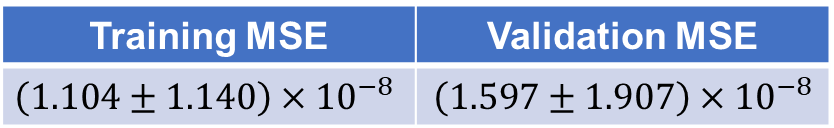 Training MSE Validation MSE
(1.104 ± 1.140) × 10⁻⁸ (1.597 ± 1.907) × 10⁻⁸